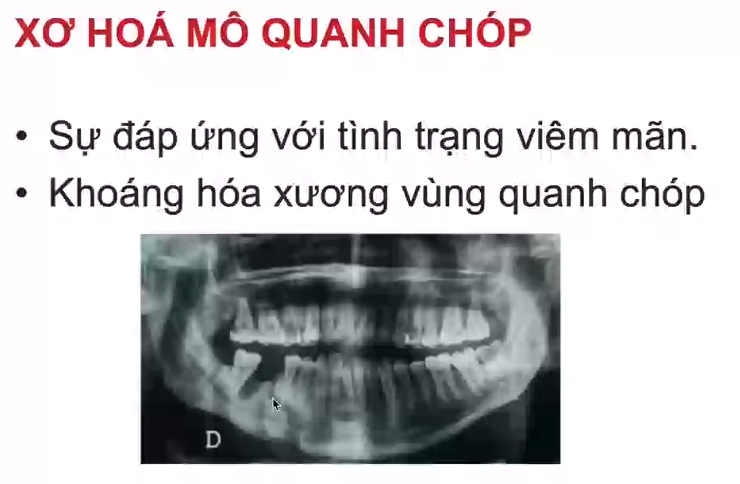 XƠ HOÁ MÔ QUANH CHÓP
• Sự đáp ứng với tình trạng viêm mãn.
• Khoáng hóa xương vùng quanh chóp
D